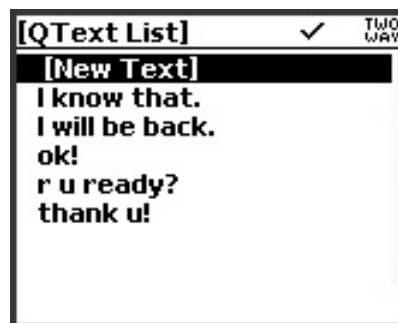 [QText List] ✓ TWO WAY
[New Text]
I know that.
I will be back.
ok!
r u ready?
thank u!